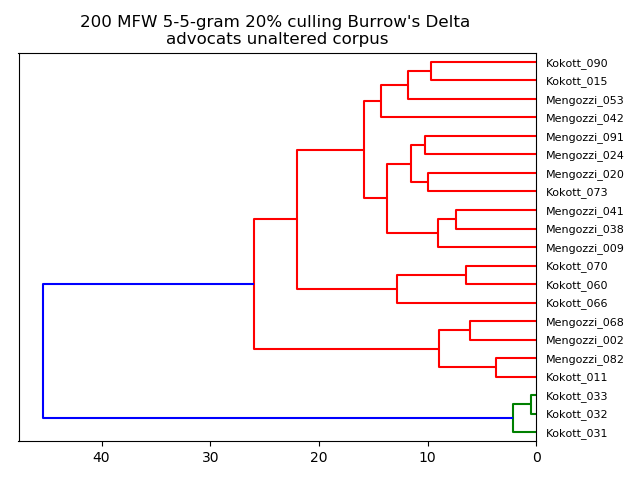 200 MFW 5-5-gram 20% culling Burrow's Delta
advocats unaltered corpus
Kokott_090
Kokott_015
Mengozzi_053
Mengozzi_042
Mengozzi_091
Mengozzi_024
Mengozzi_020
Kokott_073
Mengozzi_041
Mengozzi_038
Mengozzi_009
Kokott_070
Kokott_060
Kokott_066
Mengozzi_068
Mengozzi_002
Mengozzi_082
Kokott_011
Kokott_033
Kokott_032
Kokott_031
40 30 20 10 0